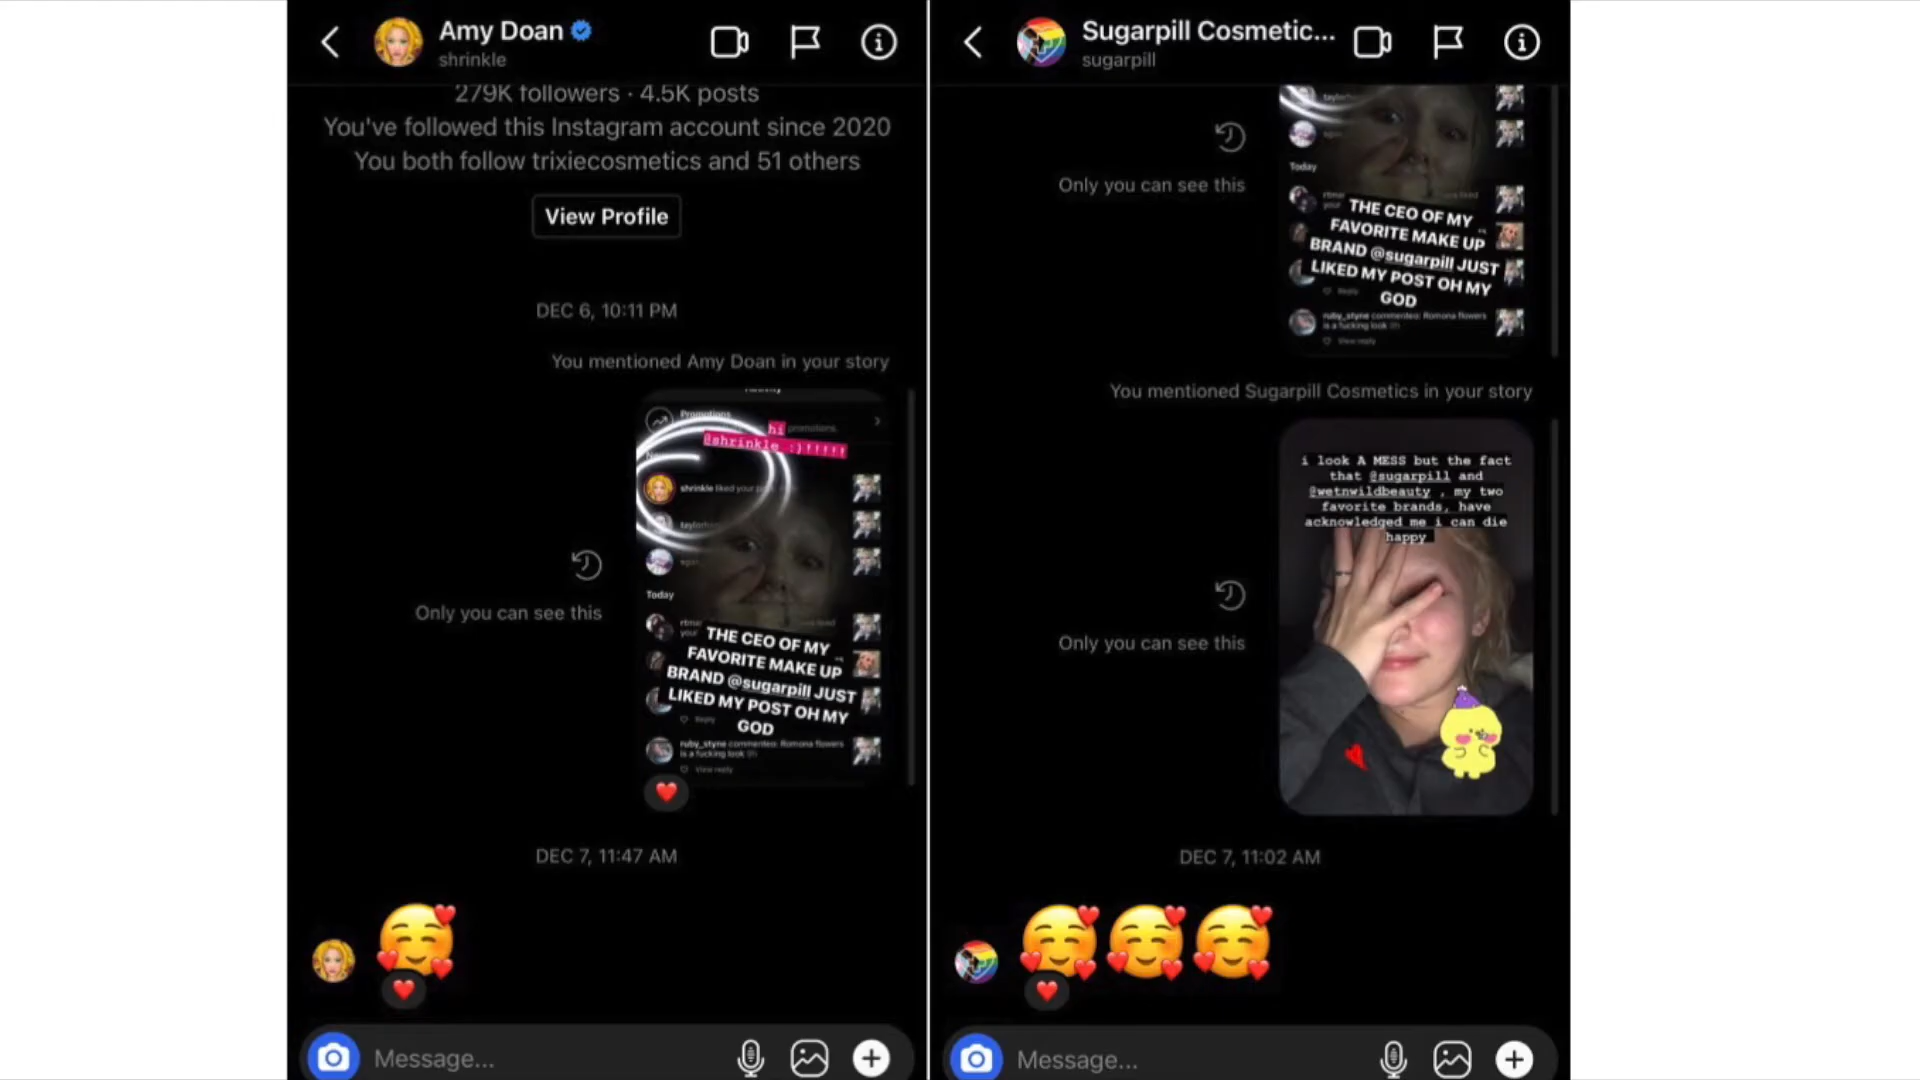 Amy Doan
shrinkle
279K followers · 4.5K posts
You've followed this Instagram account since 2020
You both follow trixiecosmetics and 51 others
View Profile
DEC 6, 10:11 PM
You mentioned Amy Doan in your story
Promotions
hi promotions.
@shrinkle :)!!!!!
shrinkle liked your
Today
THE CEO OF MY
FAVORITE MAKE UP
BRAND @sugarpill JUST
LIKED MY POST OH MY
GOD
Reply
ruby_styne commented: Romona flowers
is a fucking look 9h
View reply
Only you can see this
DEC 7, 11:47 AM
Message...
Sugarpill Cosmetic...
sugarpill
Today
THE CEO OF MY
FAVORITE MAKE UP
BRAND @sugarpill JUST
LIKED MY POST OH MY
GOD
Reply
ruby_styne commented: Romona flowers
is a fucking look 9h
View reply
Only you can see this
You mentioned Sugarpill Cosmetics in your story
i look A MESS but the fact
that @sugarpill and
@wetnwildbeauty , my two
favorite brands, have
acknowledged me i can die
happy
Only you can see this
DEC 7, 11:02 AM
Message...